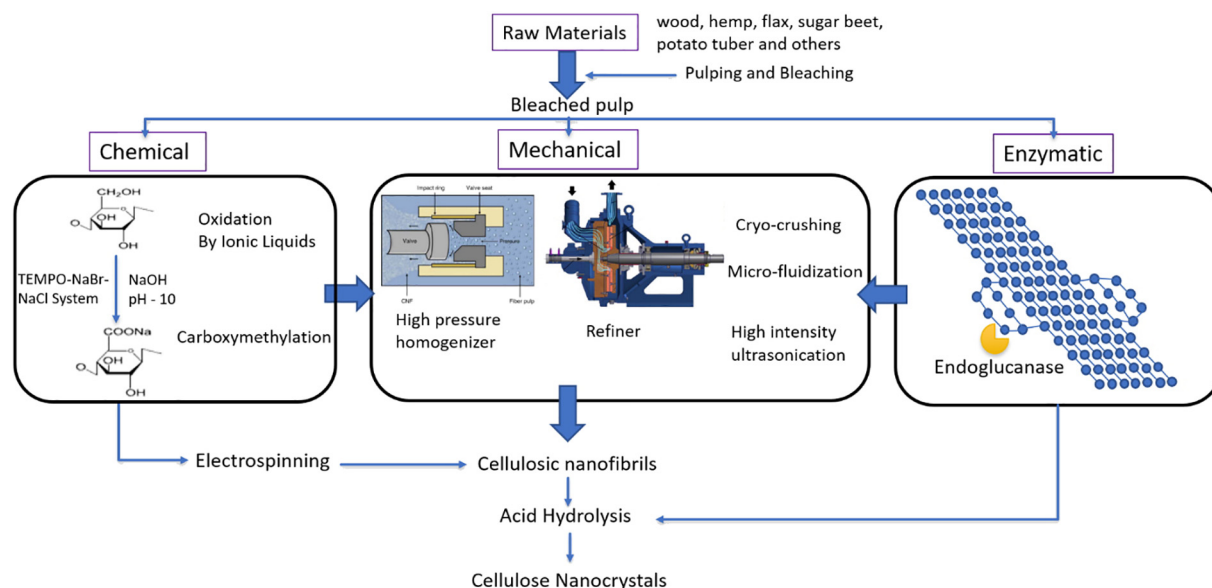 Raw Materials
wood, hemp, flax, sugar beet,
potato tuber and others
Pulping and Bleaching
Bleached pulp
Chemical
Mechanical
Enzymatic
CH2OH
O
OH
O
OH
Oxidation
By Ionic Liquids
TEMPO-NaBr-
NaCl System
NaOH
pH - 10
COONa
O
OH
O
OH
Carboxymethylation
Impact ring
Valve seat
Valve
Pressure
CNF
Fiber pulp
High pressure
homogenizer
Refiner
Cryo-crushing
Micro-fluidization
High intensity
ultrasonication
Endoglucanase
Electrospinning
Cellulosic nanofibrils
Acid Hydrolysis
Cellulose Nanocrystals